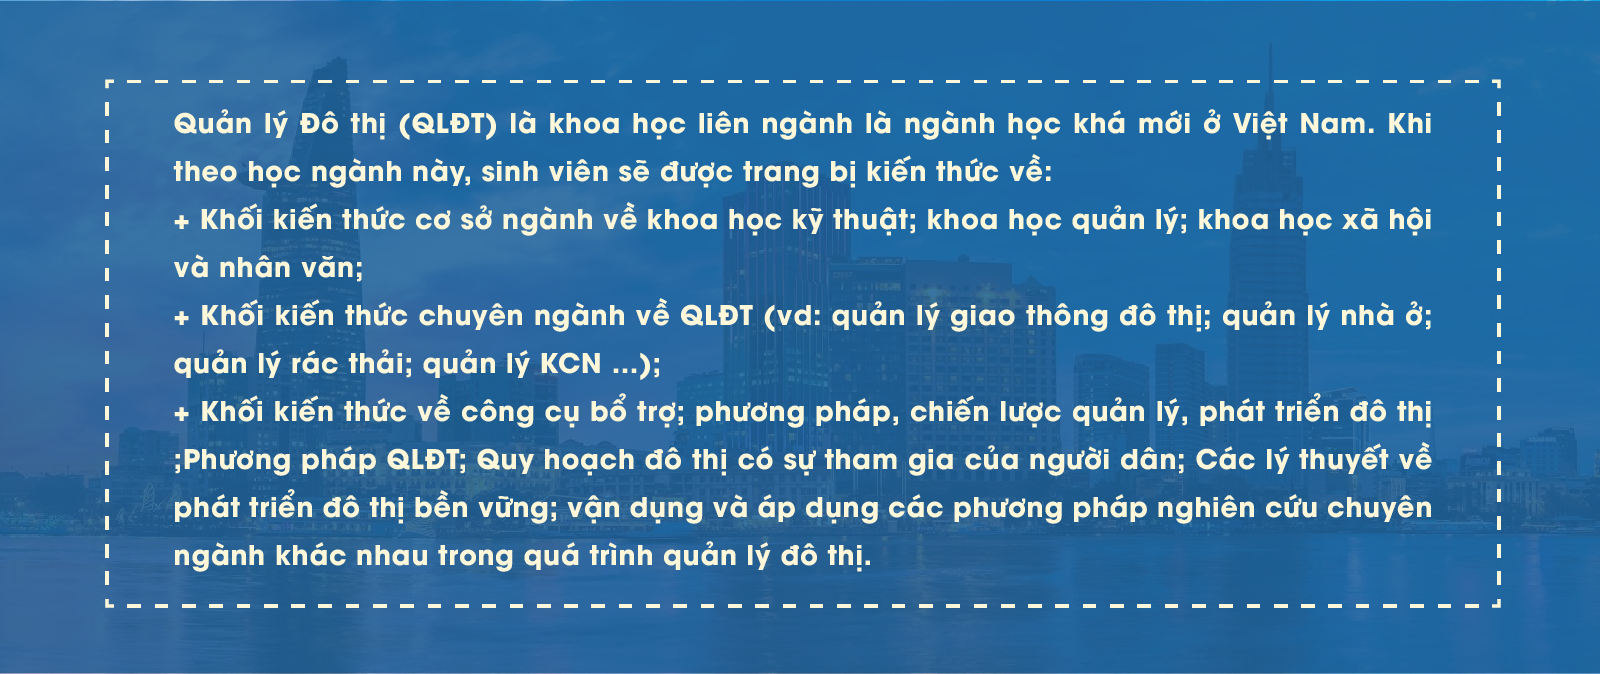 Quản lý Đô thị (QLĐT) là khoa học liên ngành là ngành học khá mới ở Việt Nam. Khi
theo học ngành này, sinh viên sẽ được trang bị kiến thức về:
+ Khối kiến thức cơ sở ngành về khoa học kỹ thuật; khoa học quản lý; khoa học xã hội
và nhân văn;
+ Khối kiến thức chuyên ngành về QLĐT (vd: quản lý giao thông đô thị; quản lý nhà ở;
quản lý rác thải; quản lý KCN ...);
+ Khối kiến thức về công cụ bổ trợ; phương pháp, chiến lược quản lý, phát triển đô thị
;Phương pháp QLĐT; Quy hoạch đô thị có sự tham gia của người dân; Các lý thuyết về
phát triển đô thị bền vững; vận dụng và áp dụng các phương pháp nghiên cứu chuyên
ngành khác nhau trong quá trình quản lý đô thị.